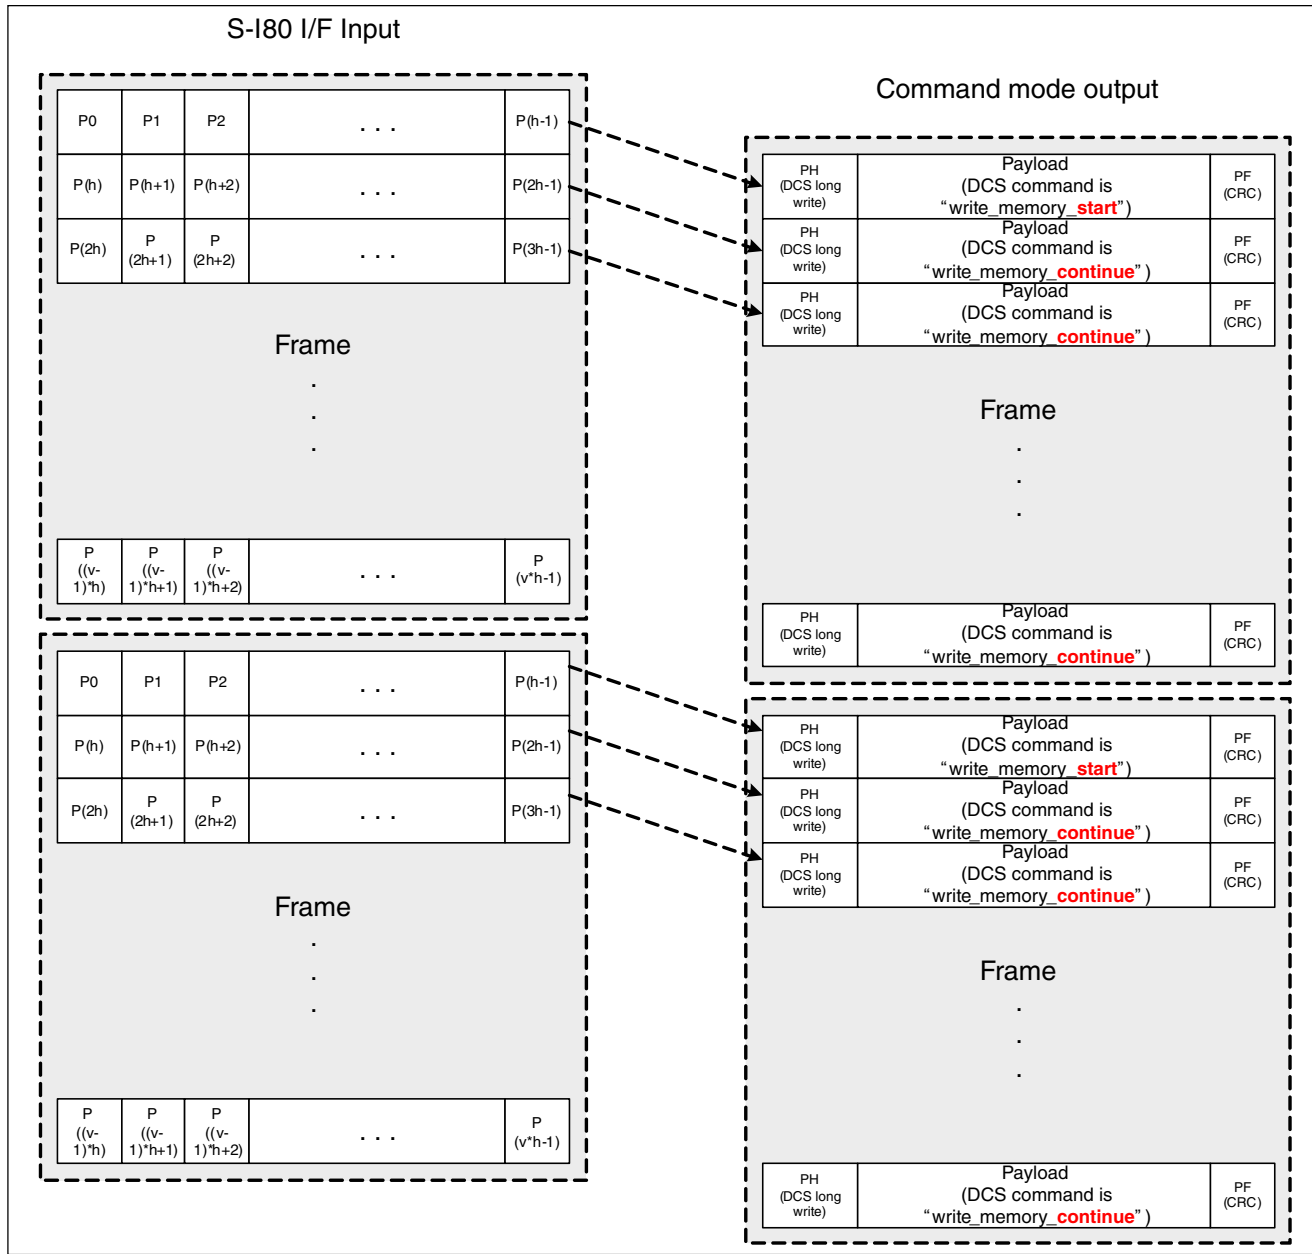 S-I80 I/F Input
Command mode output
P0 P1 P2 . . . P(h-1)
P(h) P(h+1) P(h+2) . . . P(2h-1)
P(2h) P
(2h+1) P
(2h+2) . . . P(3h-1)
Frame
.
.
.
P
((v-
1)*h) P
((v-
1)*h+1) P
((v-
1)*h+2) . . . P
(v*h-1)
PH
(DCS long
write) Payload
(DCS command is
“write_memory_start”) PF
(CRC)
PH
(DCS long
write) Payload
(DCS command is
“write_memory_continue” ) PF
(CRC)
PH
(DCS long
write) Payload
(DCS command is
“write_memory_continue” ) PF
(CRC)
Frame
.
.
.
PH
(DCS long
write) Payload
(DCS command is
“write_memory_continue” ) PF
(CRC)
P0 P1 P2 . . . P(h-1)
P(h) P(h+1) P(h+2) . . . P(2h-1)
P(2h) P
(2h+1) P
(2h+2) . . . P(3h-1)
Frame
.
.
.
P
((v-
1)*h) P
((v-
1)*h+1) P
((v-
1)*h+2) . . . P
(v*h-1)
PH
(DCS long
write) Payload
(DCS command is
“write_memory_start”) PF
(CRC)
PH
(DCS long
write) Payload
(DCS command is
“write_memory_continue” ) PF
(CRC)
PH
(DCS long
write) Payload
(DCS command is
“write_memory_continue” ) PF
(CRC)
Frame
.
.
.
PH
(DCS long
write) Payload
(DCS command is
“write_memory_continue” ) PF
(CRC)